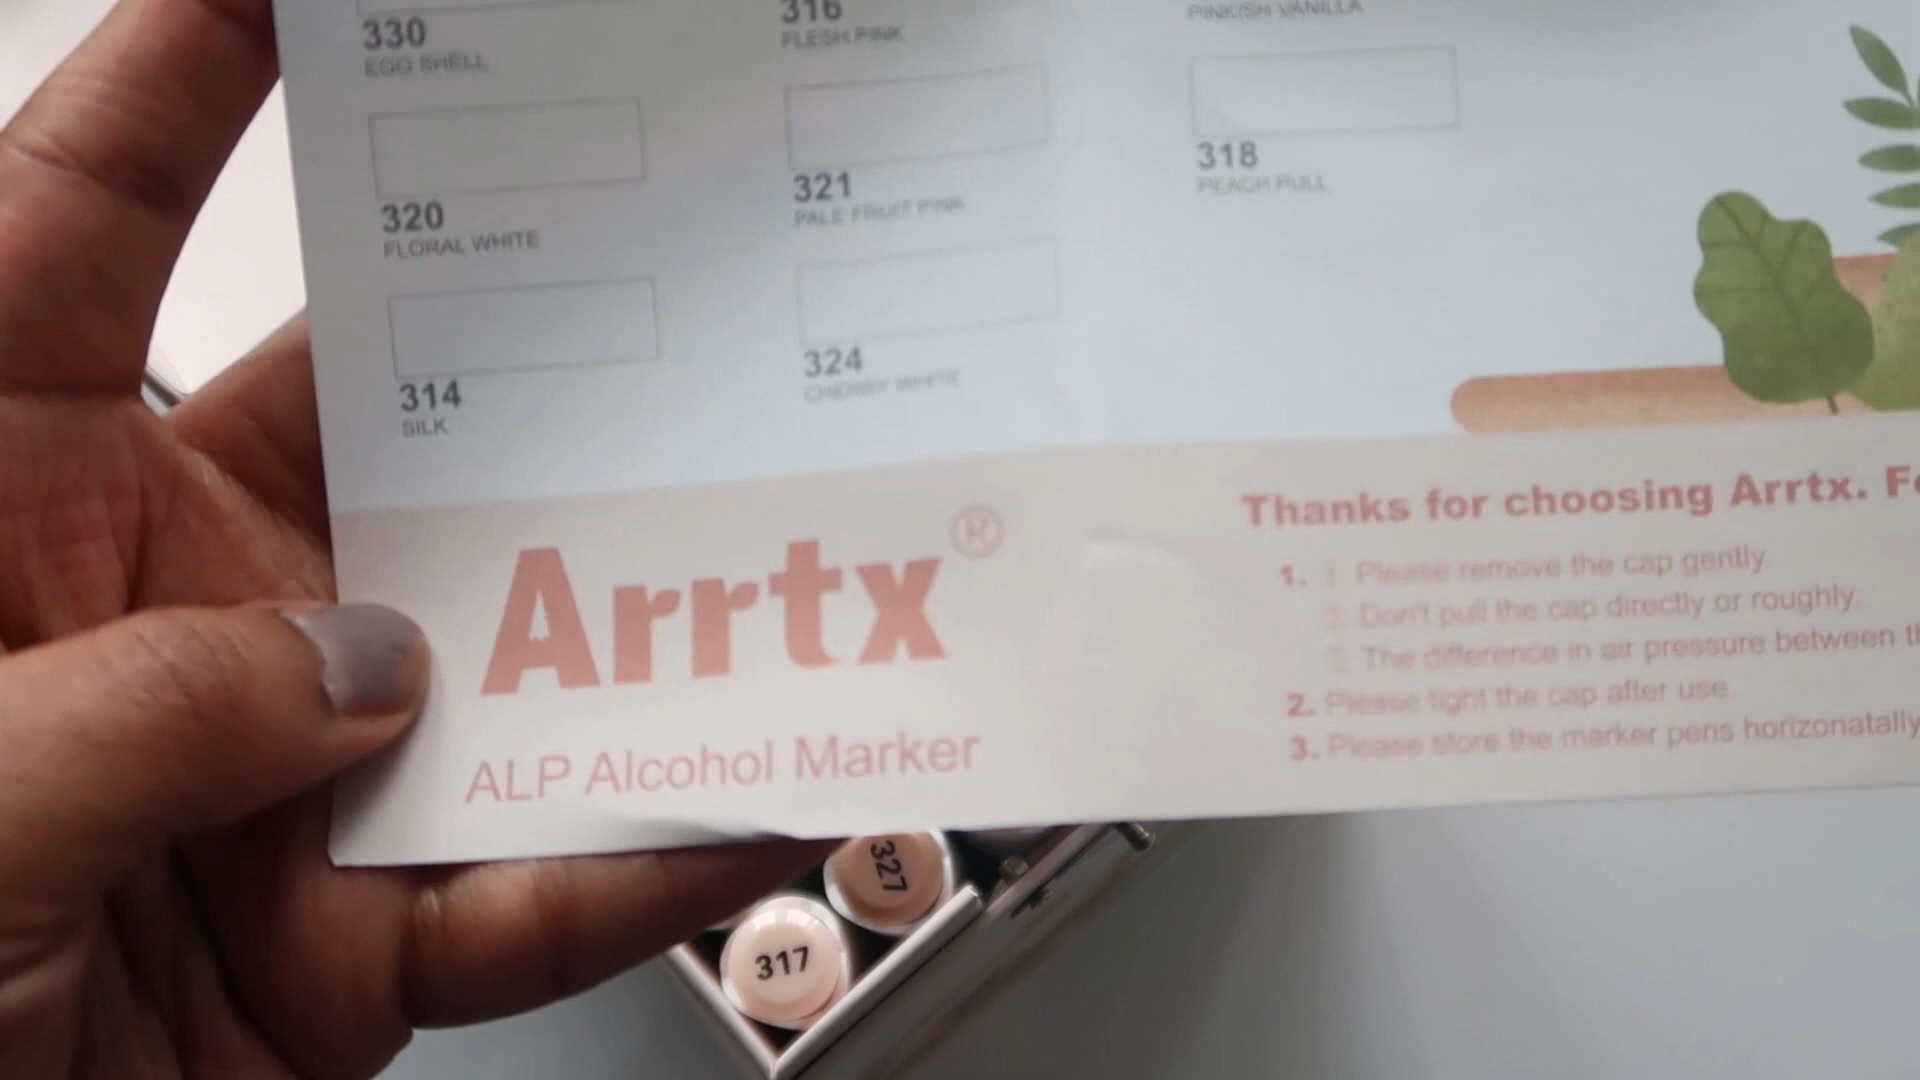 330
EGG SHELL
316
FLESH PINK
PINKISH VANILLA
320
FLORAL WHITE
321
PALE FRUIT PINK
318
PEACH PULL
314
SILK
324
CHERRY WHITE
Arrtx®
ALP Alcohol Marker
Thanks for choosing Arrtx.
1. ① Please remove the cap gently
② Don't pull the cap directly or roughly.
③ The difference in air pressure between
2. Please tight the cap after use.
3. Please store the marker pens horizonatally
327
317